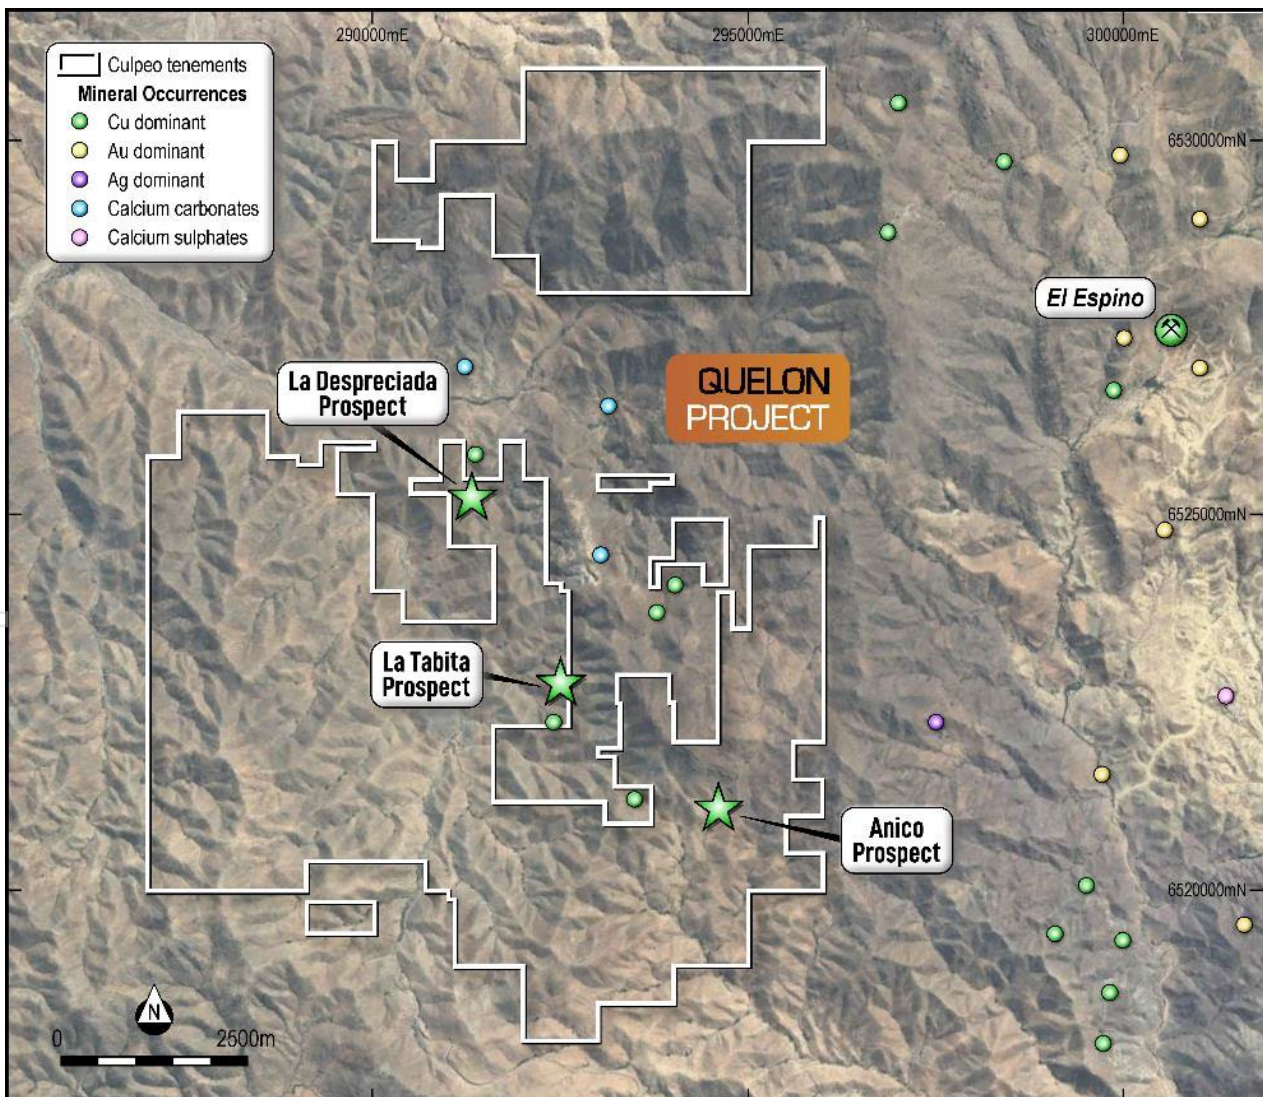 290000mE
295000mE
300000mE
Culpeo tenements
Mineral Occurrences
Cu dominant
Au dominant
Ag dominant
Calcium carbonates
Calcium sulphates
6530000mN
El Espino
La Despreciada
Prospect
QUELON
PROJECT
6525000mN
La Tabita
Prospect
Anico
Prospect
6520000mN
N
0
2500m